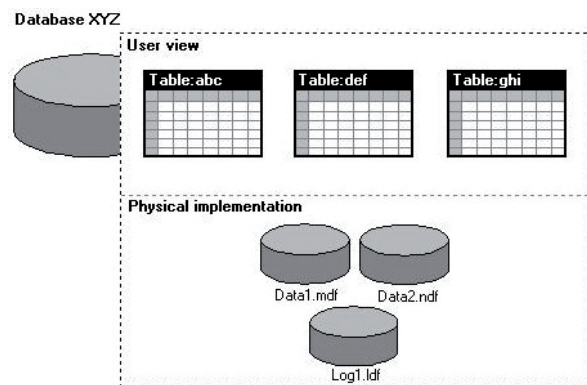 Database XYZ
User view
Table:abc
Table:def
Table:ghi
Physical implementation
Data1.mdf
Data2.ndf
Log1.ldf